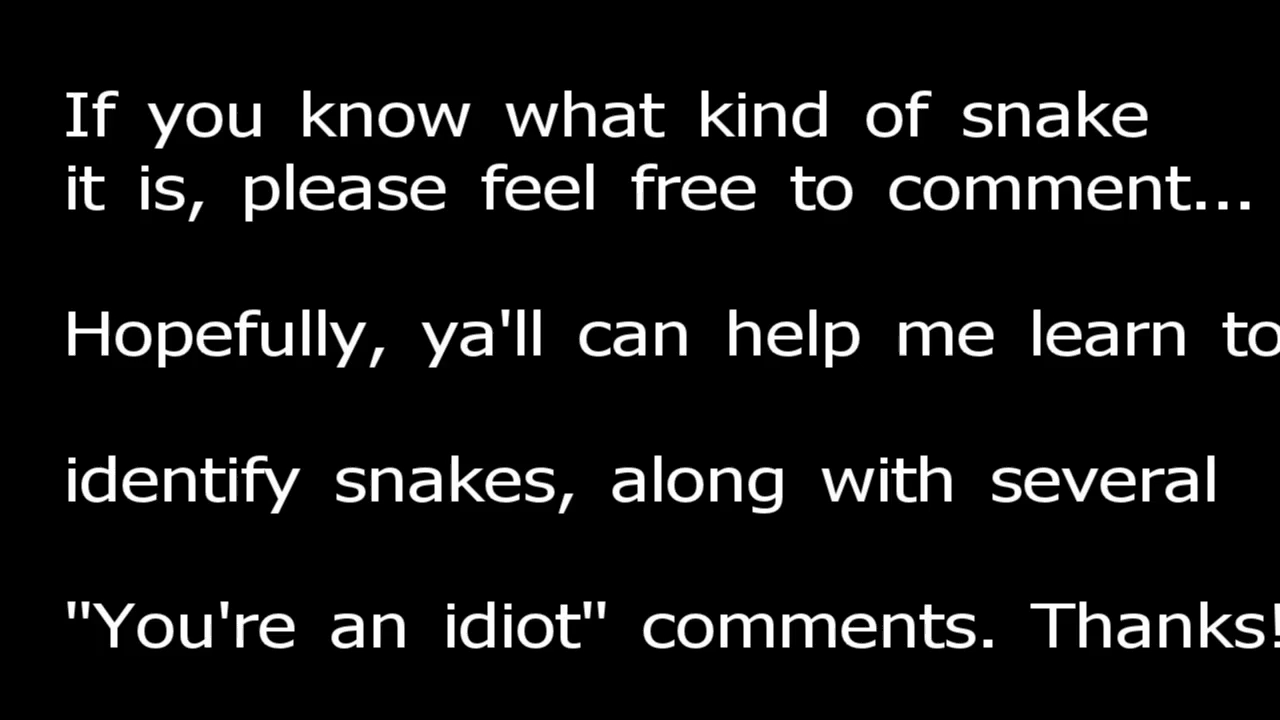 If you know what kind of snake
it is, please feel free to comment...
Hopefully, ya'll can help me learn to
identify snakes, along with several
"You're an idiot" comments. Thanks!